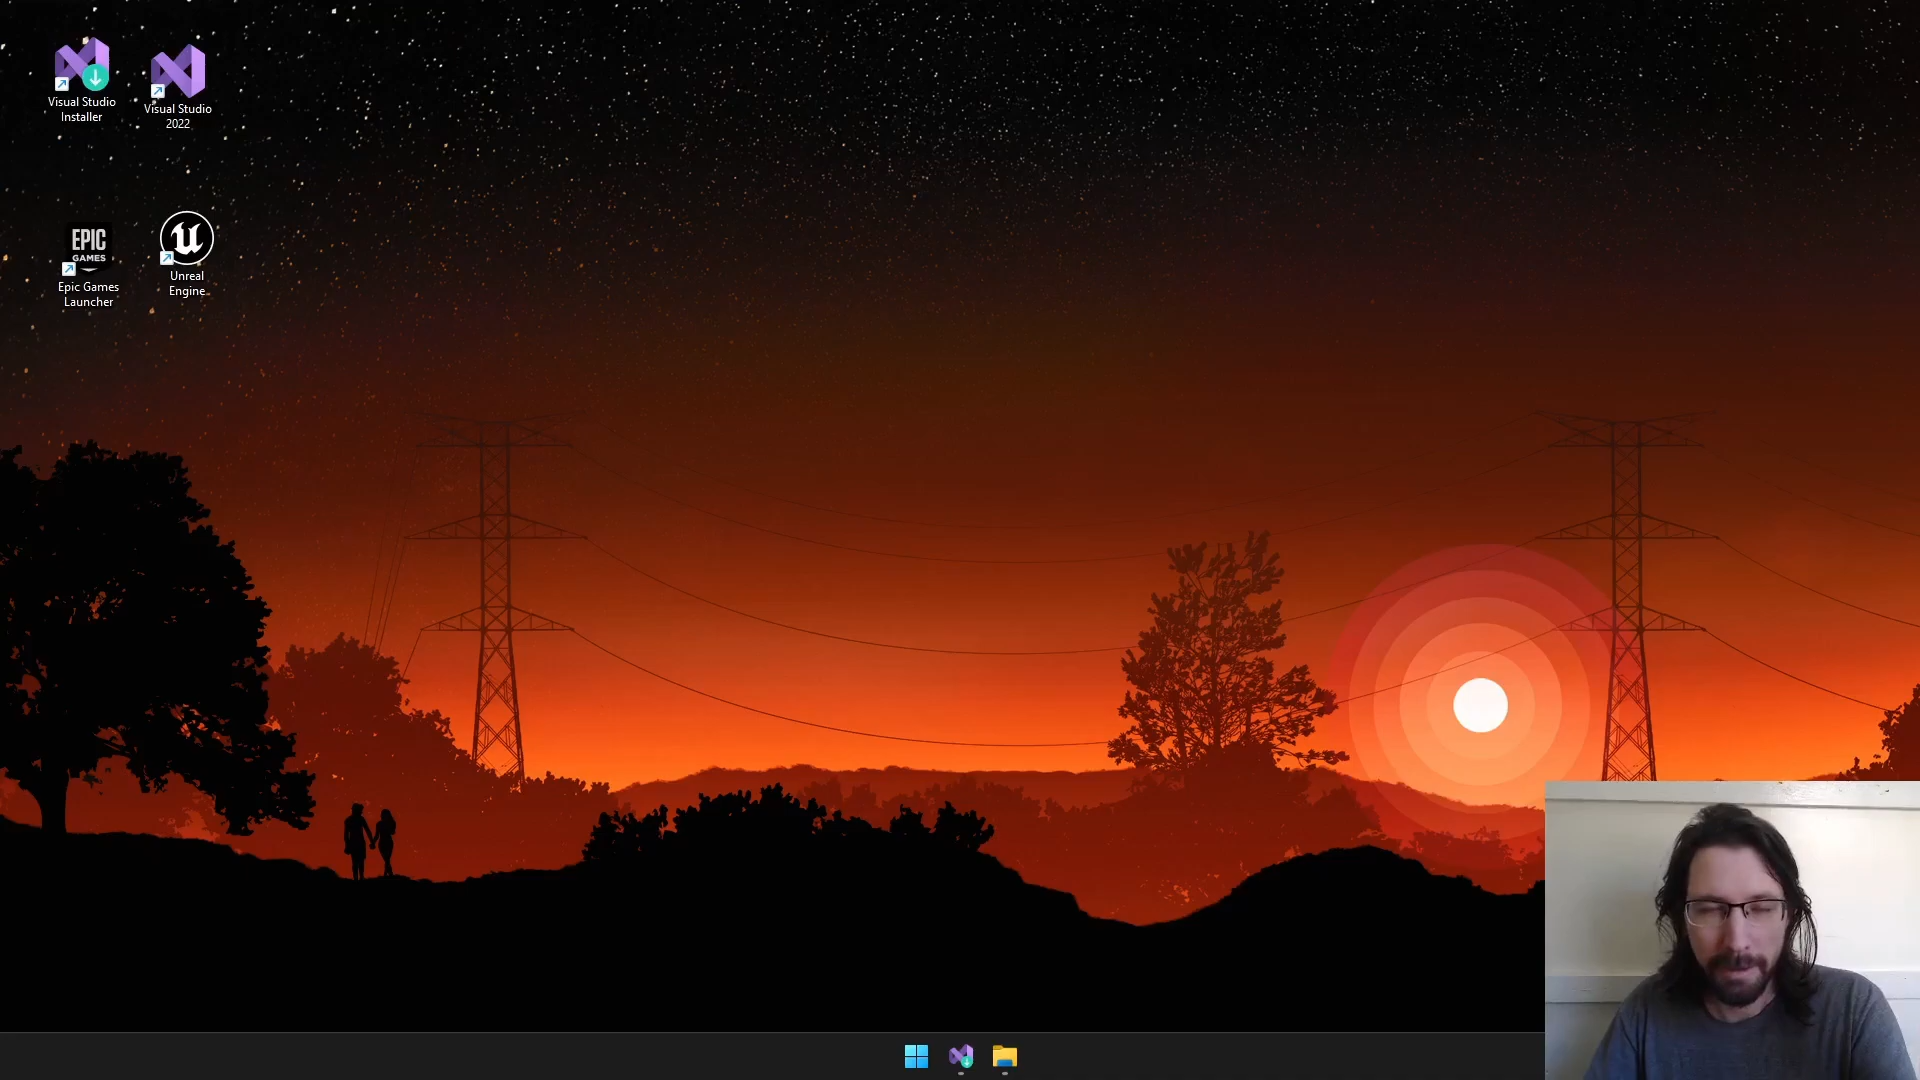 Visual Studio
Installer
Visual Studio
2022
EPIC
GAMES
Epic Games
Launcher
Unreal
Engine